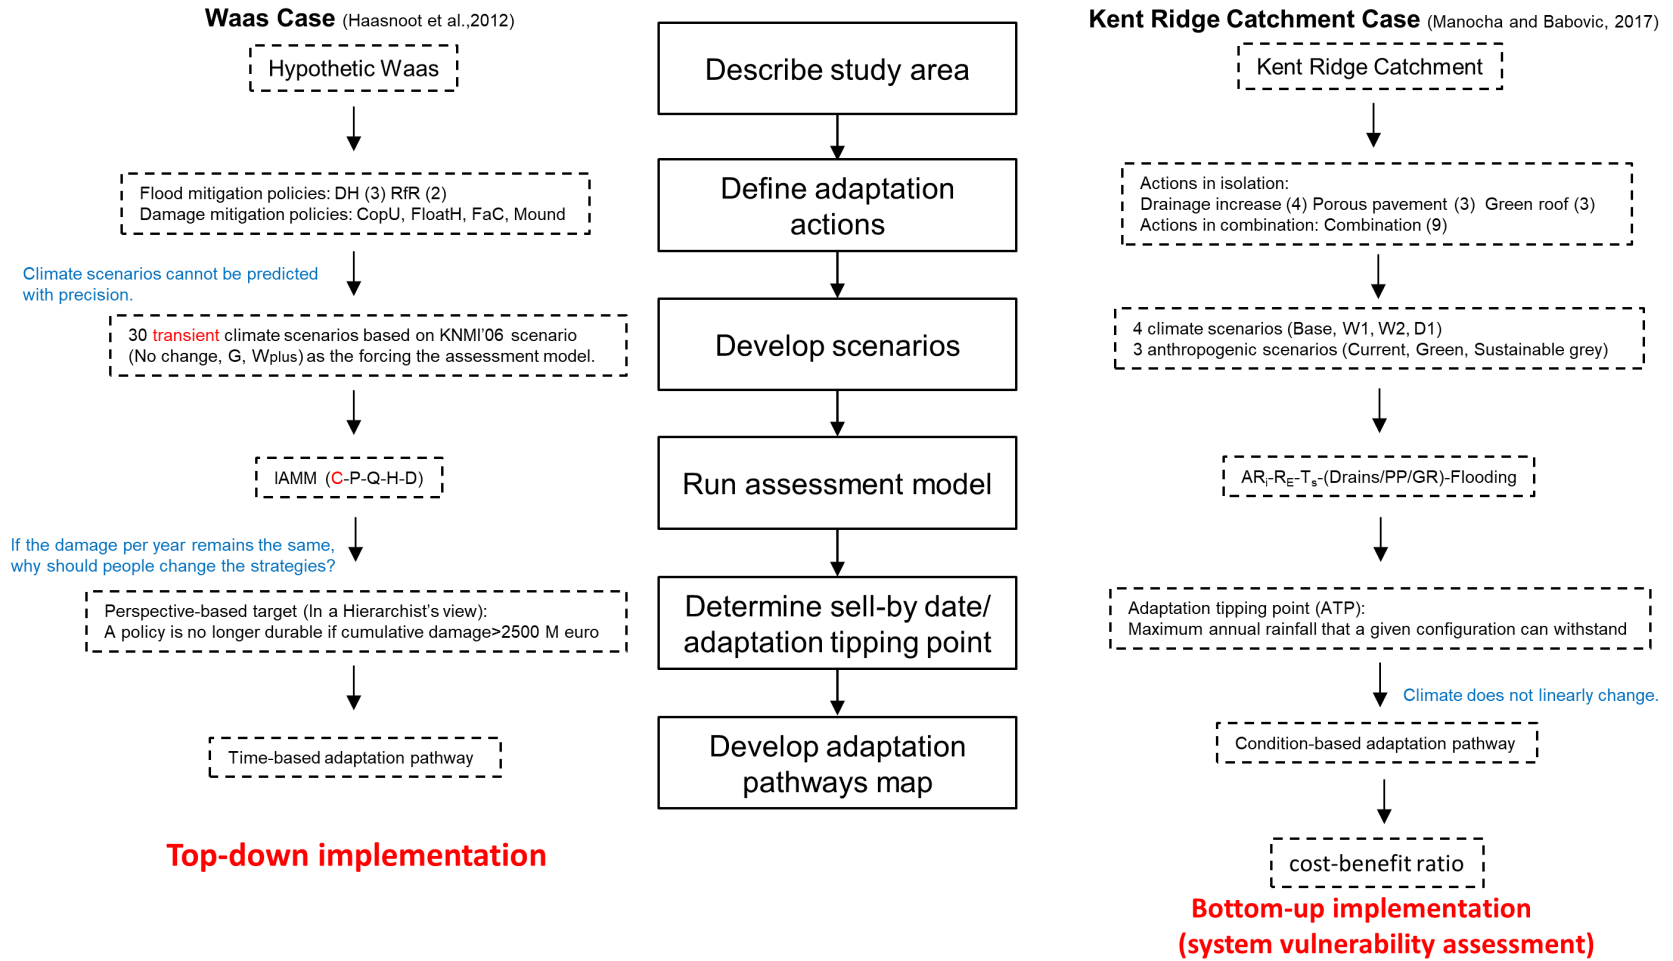 Waas Case (Haasnoot et al.,2012)
Hypothetic Waas
Flood mitigation policies: DH (3) RfR (2)
Damage mitigation policies: CopU, FloatH, FaC, Mound
Climate scenarios cannot be predicted
with precision.
30 transient climate scenarios based on KNMI'06 scenario
(No change, G, Wplus) as the forcing the assessment model.
IAMM (C-P-Q-H-D)
If the damage per year remains the same,
why should people change the strategies?
Perspective-based target (In a Hierarchist's view):
A policy is no longer durable if cumulative damage>2500 M euro
Time-based adaptation pathway
Top-down implementation
Describe study area
Define adaptation
actions
Develop scenarios
Run assessment model
Determine sell-by date/
adaptation tipping point
Develop adaptation
pathways map
Kent Ridge Catchment Case (Manocha and Babovic, 2017)
Kent Ridge Catchment
Actions in isolation:
Drainage increase (4) Porous pavement (3) Green roof (3)
Actions in combination: Combination (9)
4 climate scenarios (Base, W1, W2, D1)
3 anthropogenic scenarios (Current, Green, Sustainable grey)
ARi-RE-Ts-(Drains/PP/GR)-Flooding
Adaptation tipping point (ATP):
Maximum annual rainfall that a given configuration can withstand
Climate does not linearly change.
Condition-based adaptation pathway
cost-benefit ratio
Bottom-up implementation
(system vulnerability assessment)